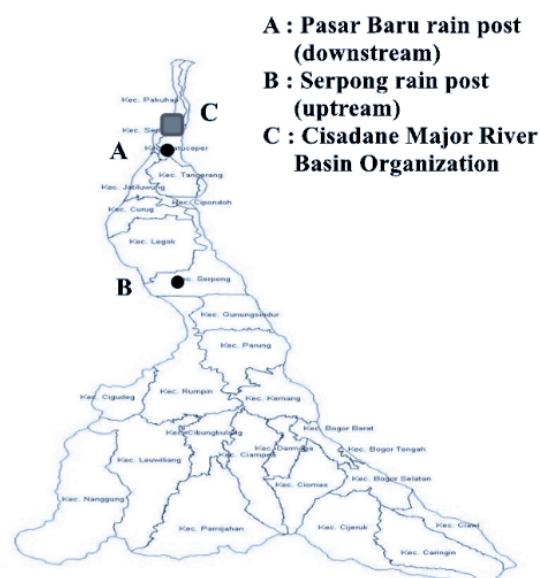 A : Pasar Baru rain post
(downstream)
B : Serpong rain post
(uptream)
C : Cisadane Major River
Basin Organization
Kec. Pakuhaji
C
Kec.
A
Kec. Tangerang
Kec. Jatiuwung
Kec. Cipondoh
Kec. Curug
Kec. Legok
B
Serpong
Kec. Gunungsindur
Kec. Parung
Kec. Cigudeg
Kec. Rumpin
Kec. Kemang
Kec. Cibungbulang
Kec. Bogor Barat
Kec. Leuwiliang
Kec. Ciampea
Kec. Darmaga
Kec. Bogor Tengah
Kec. Nanggung
Kec. Ciomas
Kec. Bogor Selatan
Kec. Pamijahan
Kec. Cijeruk
Kec. Ciawi
Kec. Caringin